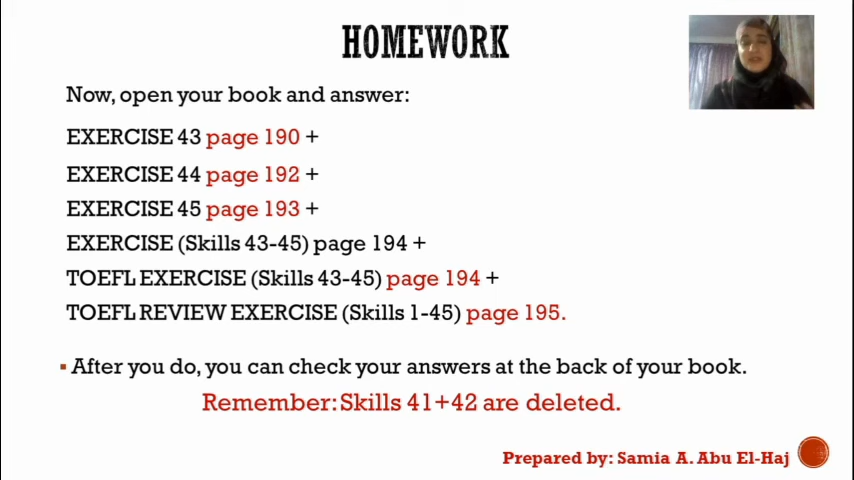 HOMEWORK
Now, open your book and answer:
EXERCISE 43 page 190 +
EXERCISE 44 page 192 +
EXERCISE 45 page 193 +
EXERCISE (Skills 43-45) page 194 +
TOEFL EXERCISE (Skills 43-45) page 194 +
TOEFL REVIEW EXERCISE (Skills 1-45) page 195.
▪ After you do, you can check your answers at the back of your book.
Remember: Skills 41+42 are deleted.
Prepared by: Samia A. Abu El-Haj